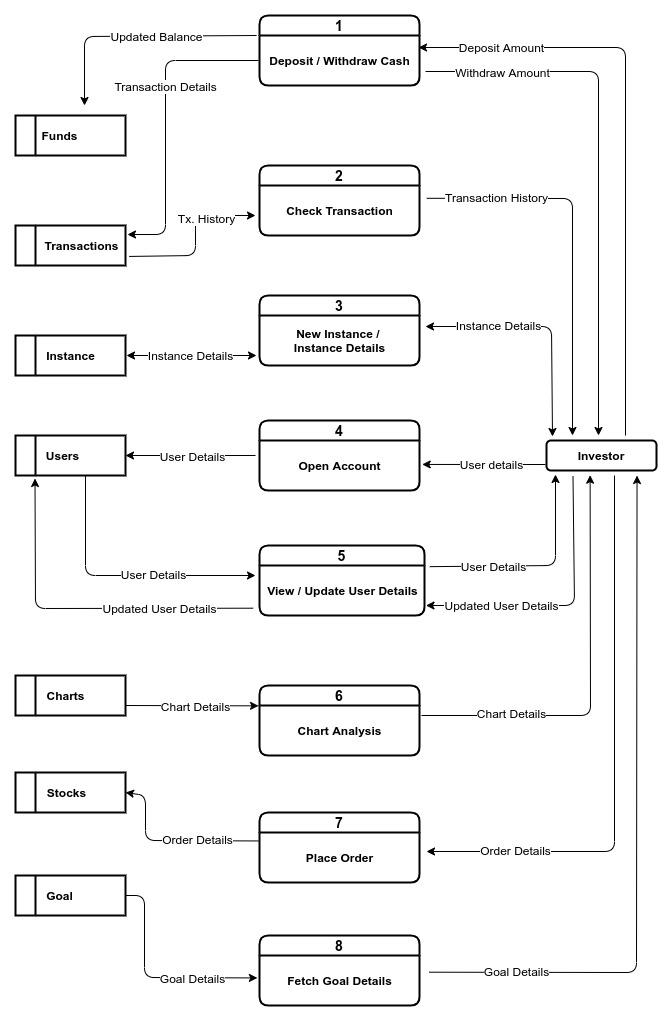 1
Updated Balance
Deposit Amount
Deposit / Withdraw Cash
Withdraw Amount
Transaction Details
Funds
2
Transaction History
Check Transaction
Tx. History
Transactions
3
Instance Details
New Instance /
Instance Details
Instance
Instance Details
4
Users
User Details
Open Account
User details
Investor
5
User Details
User Details
View / Update User Details
Updated User Details
Updated User Details
6
Charts
Chart Details
Chart Details
Chart Analysis
Stocks
7
Order Details
Order Details
Place Order
Goal
8
Goal Details
Fetch Goal Details
Goal Details